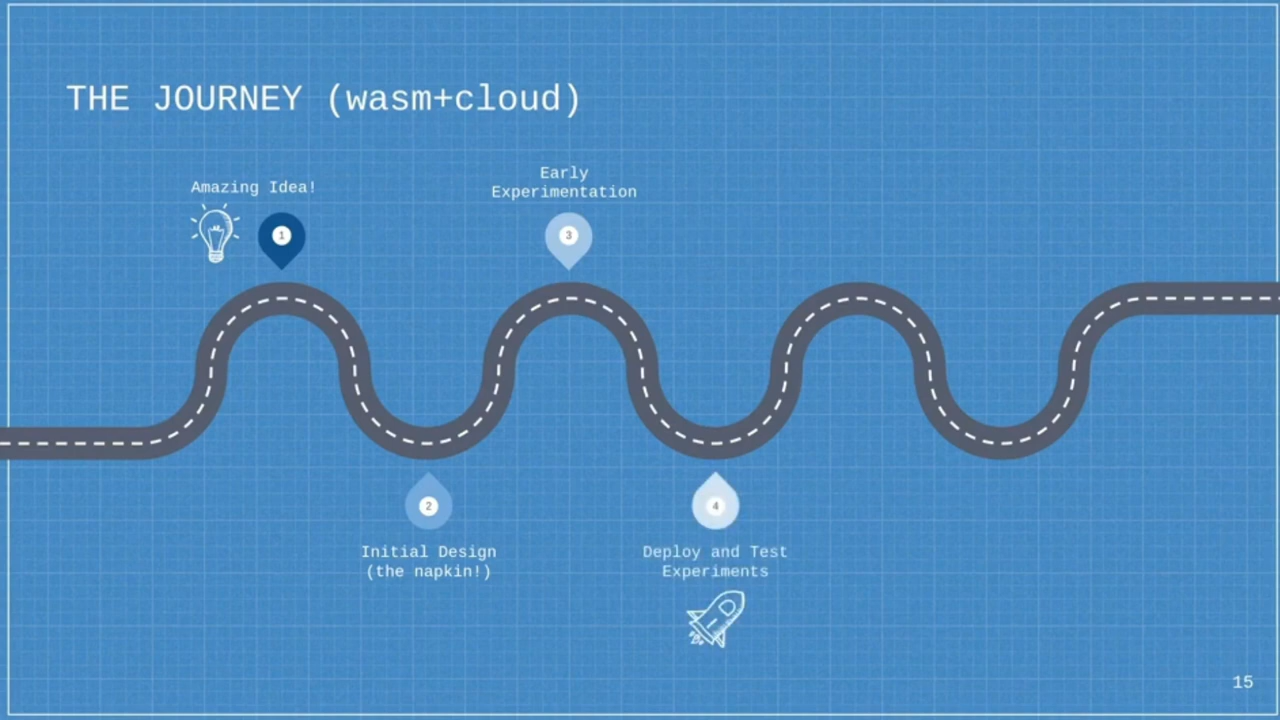 THE JOURNEY (wasm+cloud)
Amazing Idea!
1
Early
Experimentation
3
2
Initial Design
(the napkin!)
4
Deploy and Test
Experiments
15